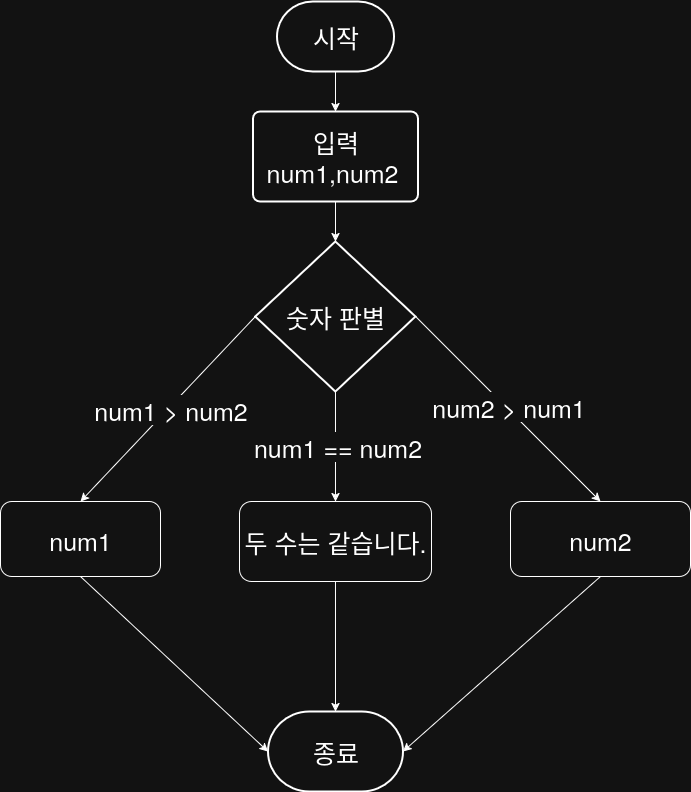 시작
입력
num1,num2
숫자 판별
num1 > num2
num2 > num1
num1 == num2
num1
두 수는 같습니다.
num2
종료